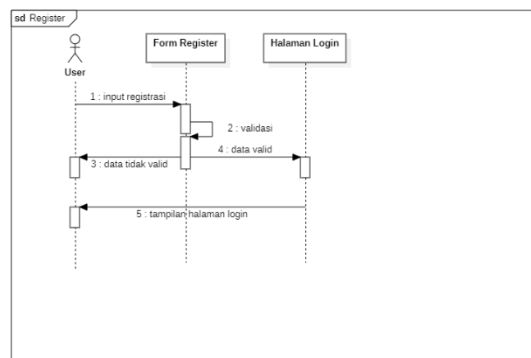 sd Register
Form Register
Halaman Login
User
1 : input registrasi
2 : validasi
3 : data tidak valid
4 : data valid
5 : tampilan halaman login